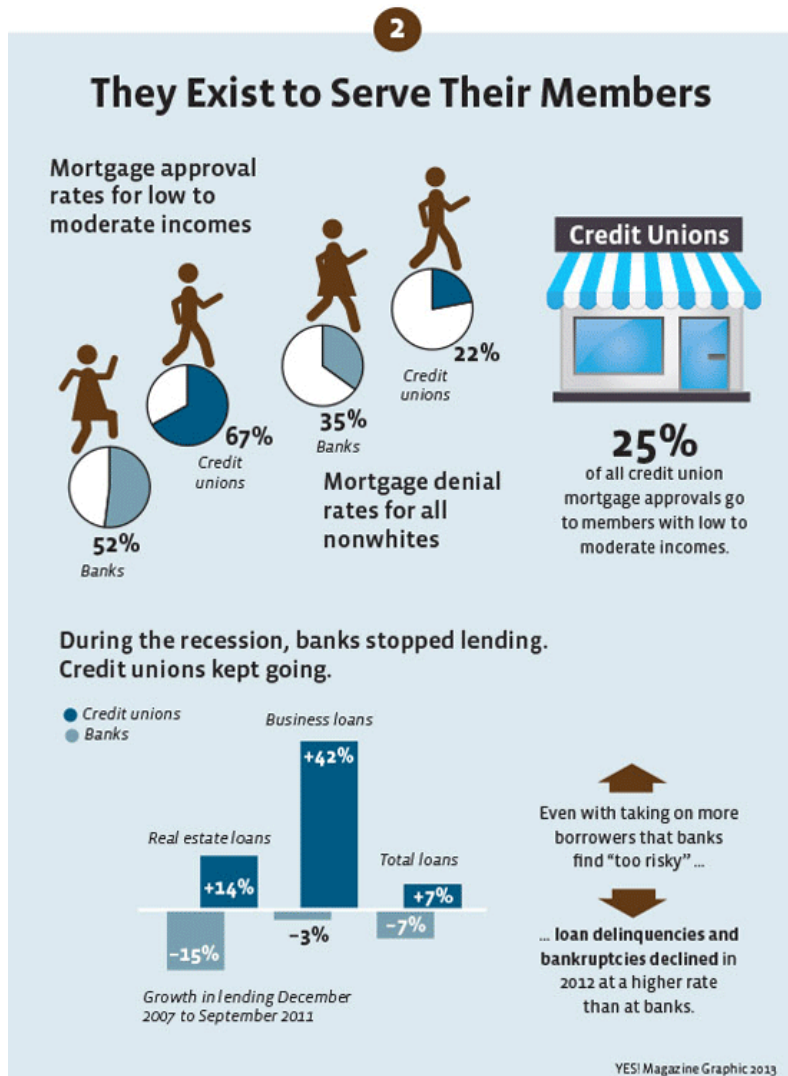 2
They Exist to Serve Their Members
Mortgage approval
rates for low to
moderate incomes
52%
Banks
67%
Credit
unions
35%
Banks
22%
Credit
unions
Mortgage denial
rates for all
nonwhites
Credit Unions
25%
of all credit union
mortgage approvals go
to members with low to
moderate incomes.
During the recession, banks stopped lending.
Credit unions kept going.
Credit unions
Banks
Real estate loans
+14%
−15%
Business loans
+42%
−3%
Total loans
+7%
−7%
Growth in lending December
2007 to September 2011
Even with taking on more
borrowers that banks
find “too risky” ...
... loan delinquencies and
bankruptcies declined in
2012 at a higher rate
than at banks.
YES! Magazine Graphic 2013